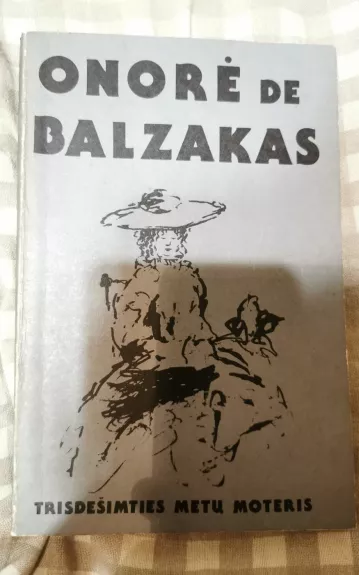 ONORĖ DE
BALZAKAS
TRISDEŠIMTIES METŲ MOTERIS